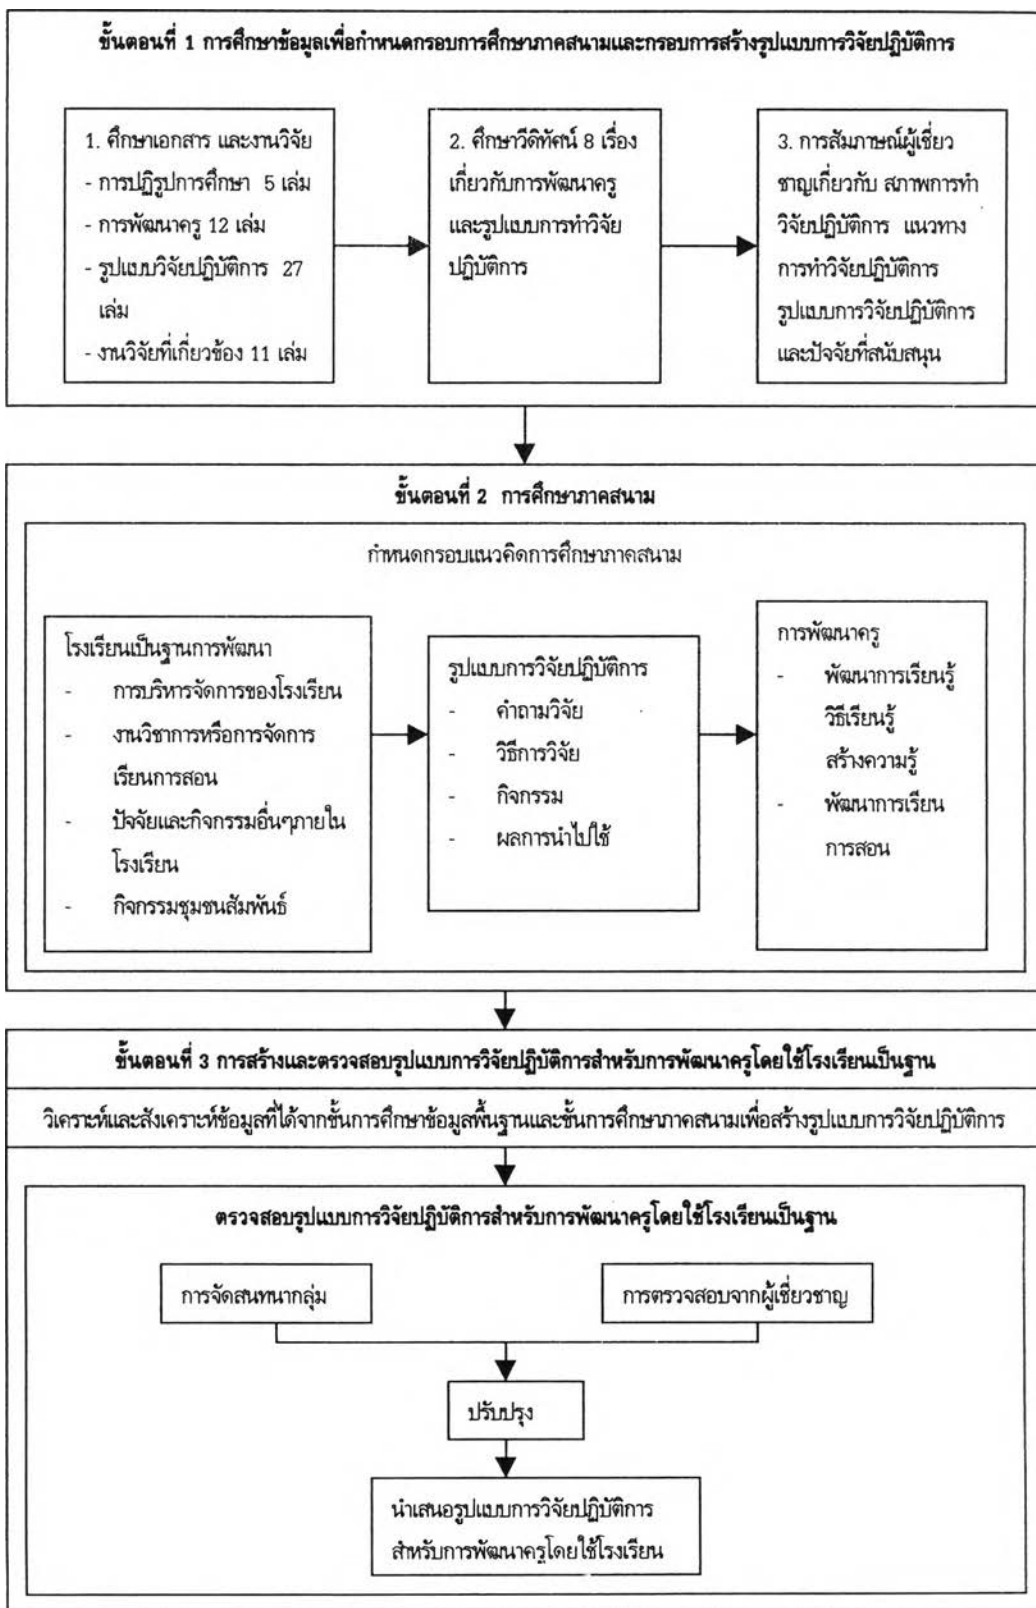 ขั้นตอนที่ 1 การศึกษาข้อมูลเพื่อกำหนดกรอบการศึกษาภาคสนามและกรอบการสร้างรูปแบบการวิจัยปฏิบัติการ
1. ศึกษาเอกสาร และงานวิจัย
- การปฏิรูปการศึกษา 5 เล่ม
- การพัฒนาครู 12 เล่ม
- รูปแบบวิจัยปฏิบัติการ 27
เล่ม
- งานวิจัยที่เกี่ยวข้อง 11 เล่ม
2. ศึกษาวีดิทัศน์ 8 เรื่อง
เกี่ยวกับการพัฒนาครู
และรูปแบบการทำวิจัย
ปฏิบัติการ
3. การสัมภาษณ์ผู้เชี่ยว
ชาญเกี่ยวกับ สภาพการทำ
วิจัยปฏิบัติการ แนวทาง
การทำวิจัยปฏิบัติการ
รูปแบบการวิจัยปฏิบัติการ
และปัจจัยที่สนับสนุน
ขั้นตอนที่ 2 การศึกษาภาคสนาม
กำหนดกรอบแนวคิดการศึกษาภาคสนาม
โรงเรียนเป็นฐานการพัฒนา
- การบริหารจัดการของโรงเรียน
- งานวิชาการหรือการจัดการ
เรียนการสอน
- ปัจจัยและกิจกรรมอื่นๆภายใน
โรงเรียน
- กิจกรรมชุมชนสัมพันธ์
รูปแบบการวิจัยปฏิบัติการ
- คำถามวิจัย
- วิธีการวิจัย
- กิจกรรม
- ผลการนำไปใช้
การพัฒนาครู
- พัฒนาการเรียนรู้
วิธีเรียนรู้
สร้างความรู้
- พัฒนาการเรียน
การสอน
ขั้นตอนที่ 3 การสร้างและตรวจสอบรูปแบบการวิจัยปฏิบัติการสำหรับการพัฒนาครูโดยใช้โรงเรียนเป็นฐาน
วิเคราะห์และสังเคราะห์ข้อมูลที่ได้จากขั้นการศึกษาข้อมูลพื้นฐานและขั้นการศึกษาภาคสนามเพื่อสร้างรูปแบบการวิจัยปฏิบัติการ
ตรวจสอบรูปแบบการวิจัยปฏิบัติการสำหรับการพัฒนาครูโดยใช้โรงเรียนเป็นฐาน
การจัดสนทนากลุ่ม
การตรวจสอบจากผู้เชี่ยวชาญ
ปรับปรุง
นำเสนอรูปแบบการวิจัยปฏิบัติการ
สำหรับการพัฒนาครูโดยใช้โรงเรียน